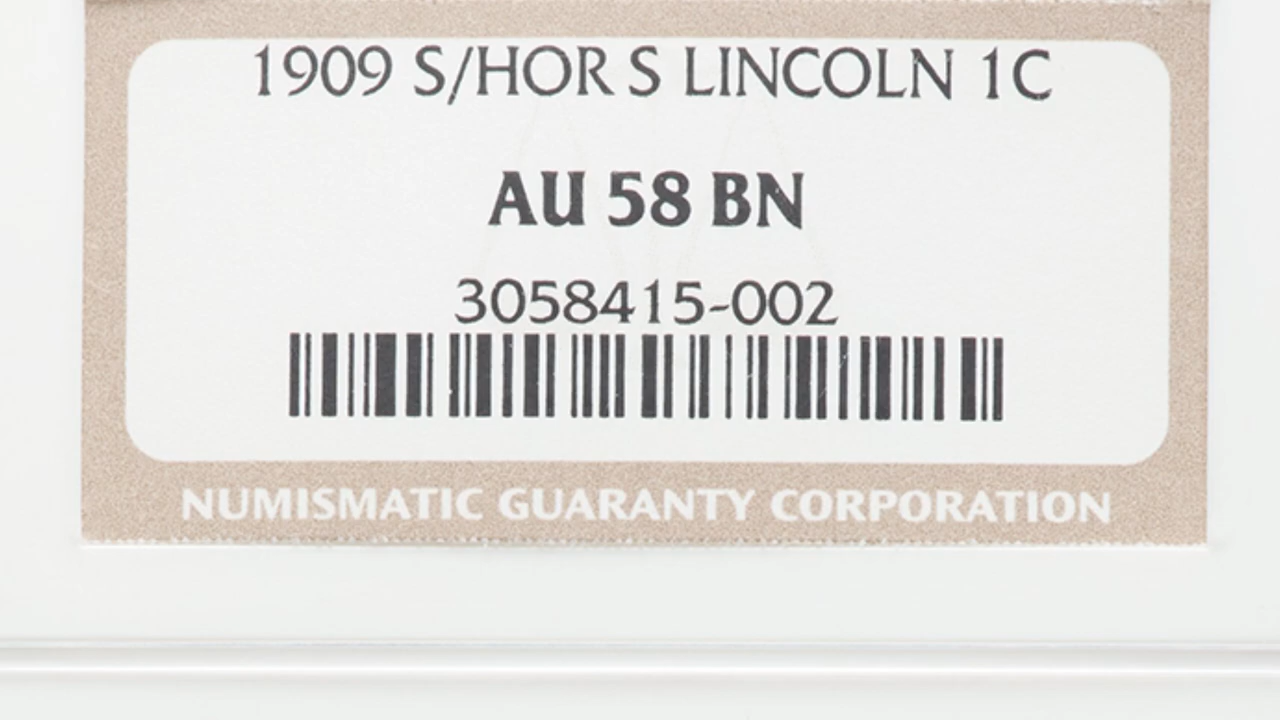 1909 S/HOR S LINCOLN 1C
AU 58 BN
3058415-002
NUMISMATIC GUARANTY CORPORATION